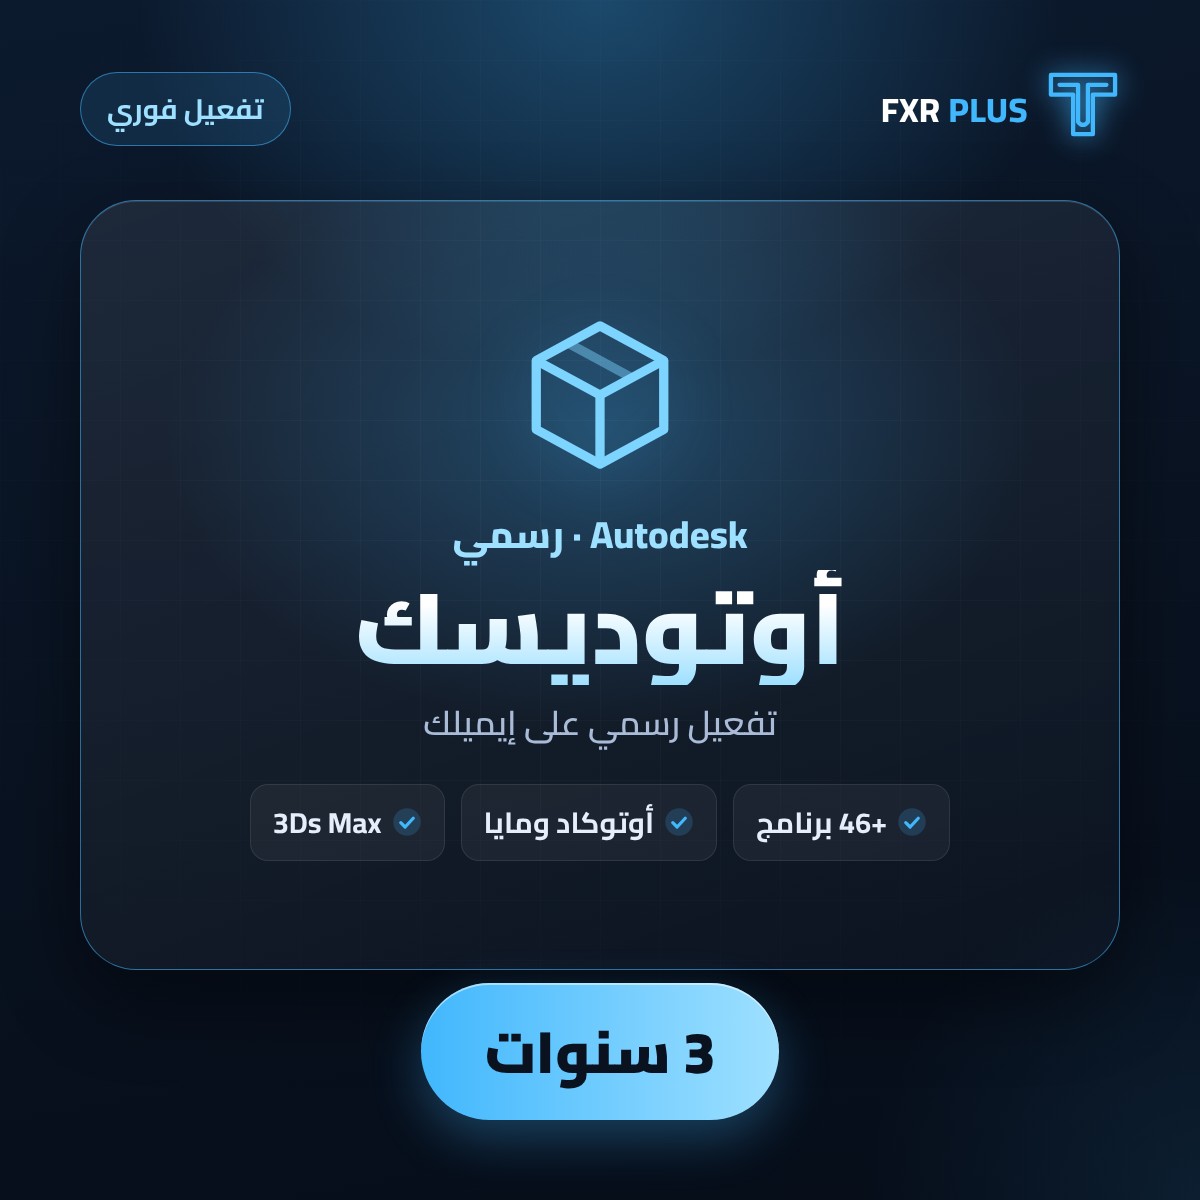 FXR PLUS
تفعيل فوري
Autodesk · رسمي
أوتوديسك
تفعيل رسمي على إيميلك
+46 برنامج
أوتوكاد ومايا
3Ds Max
3 سنوات